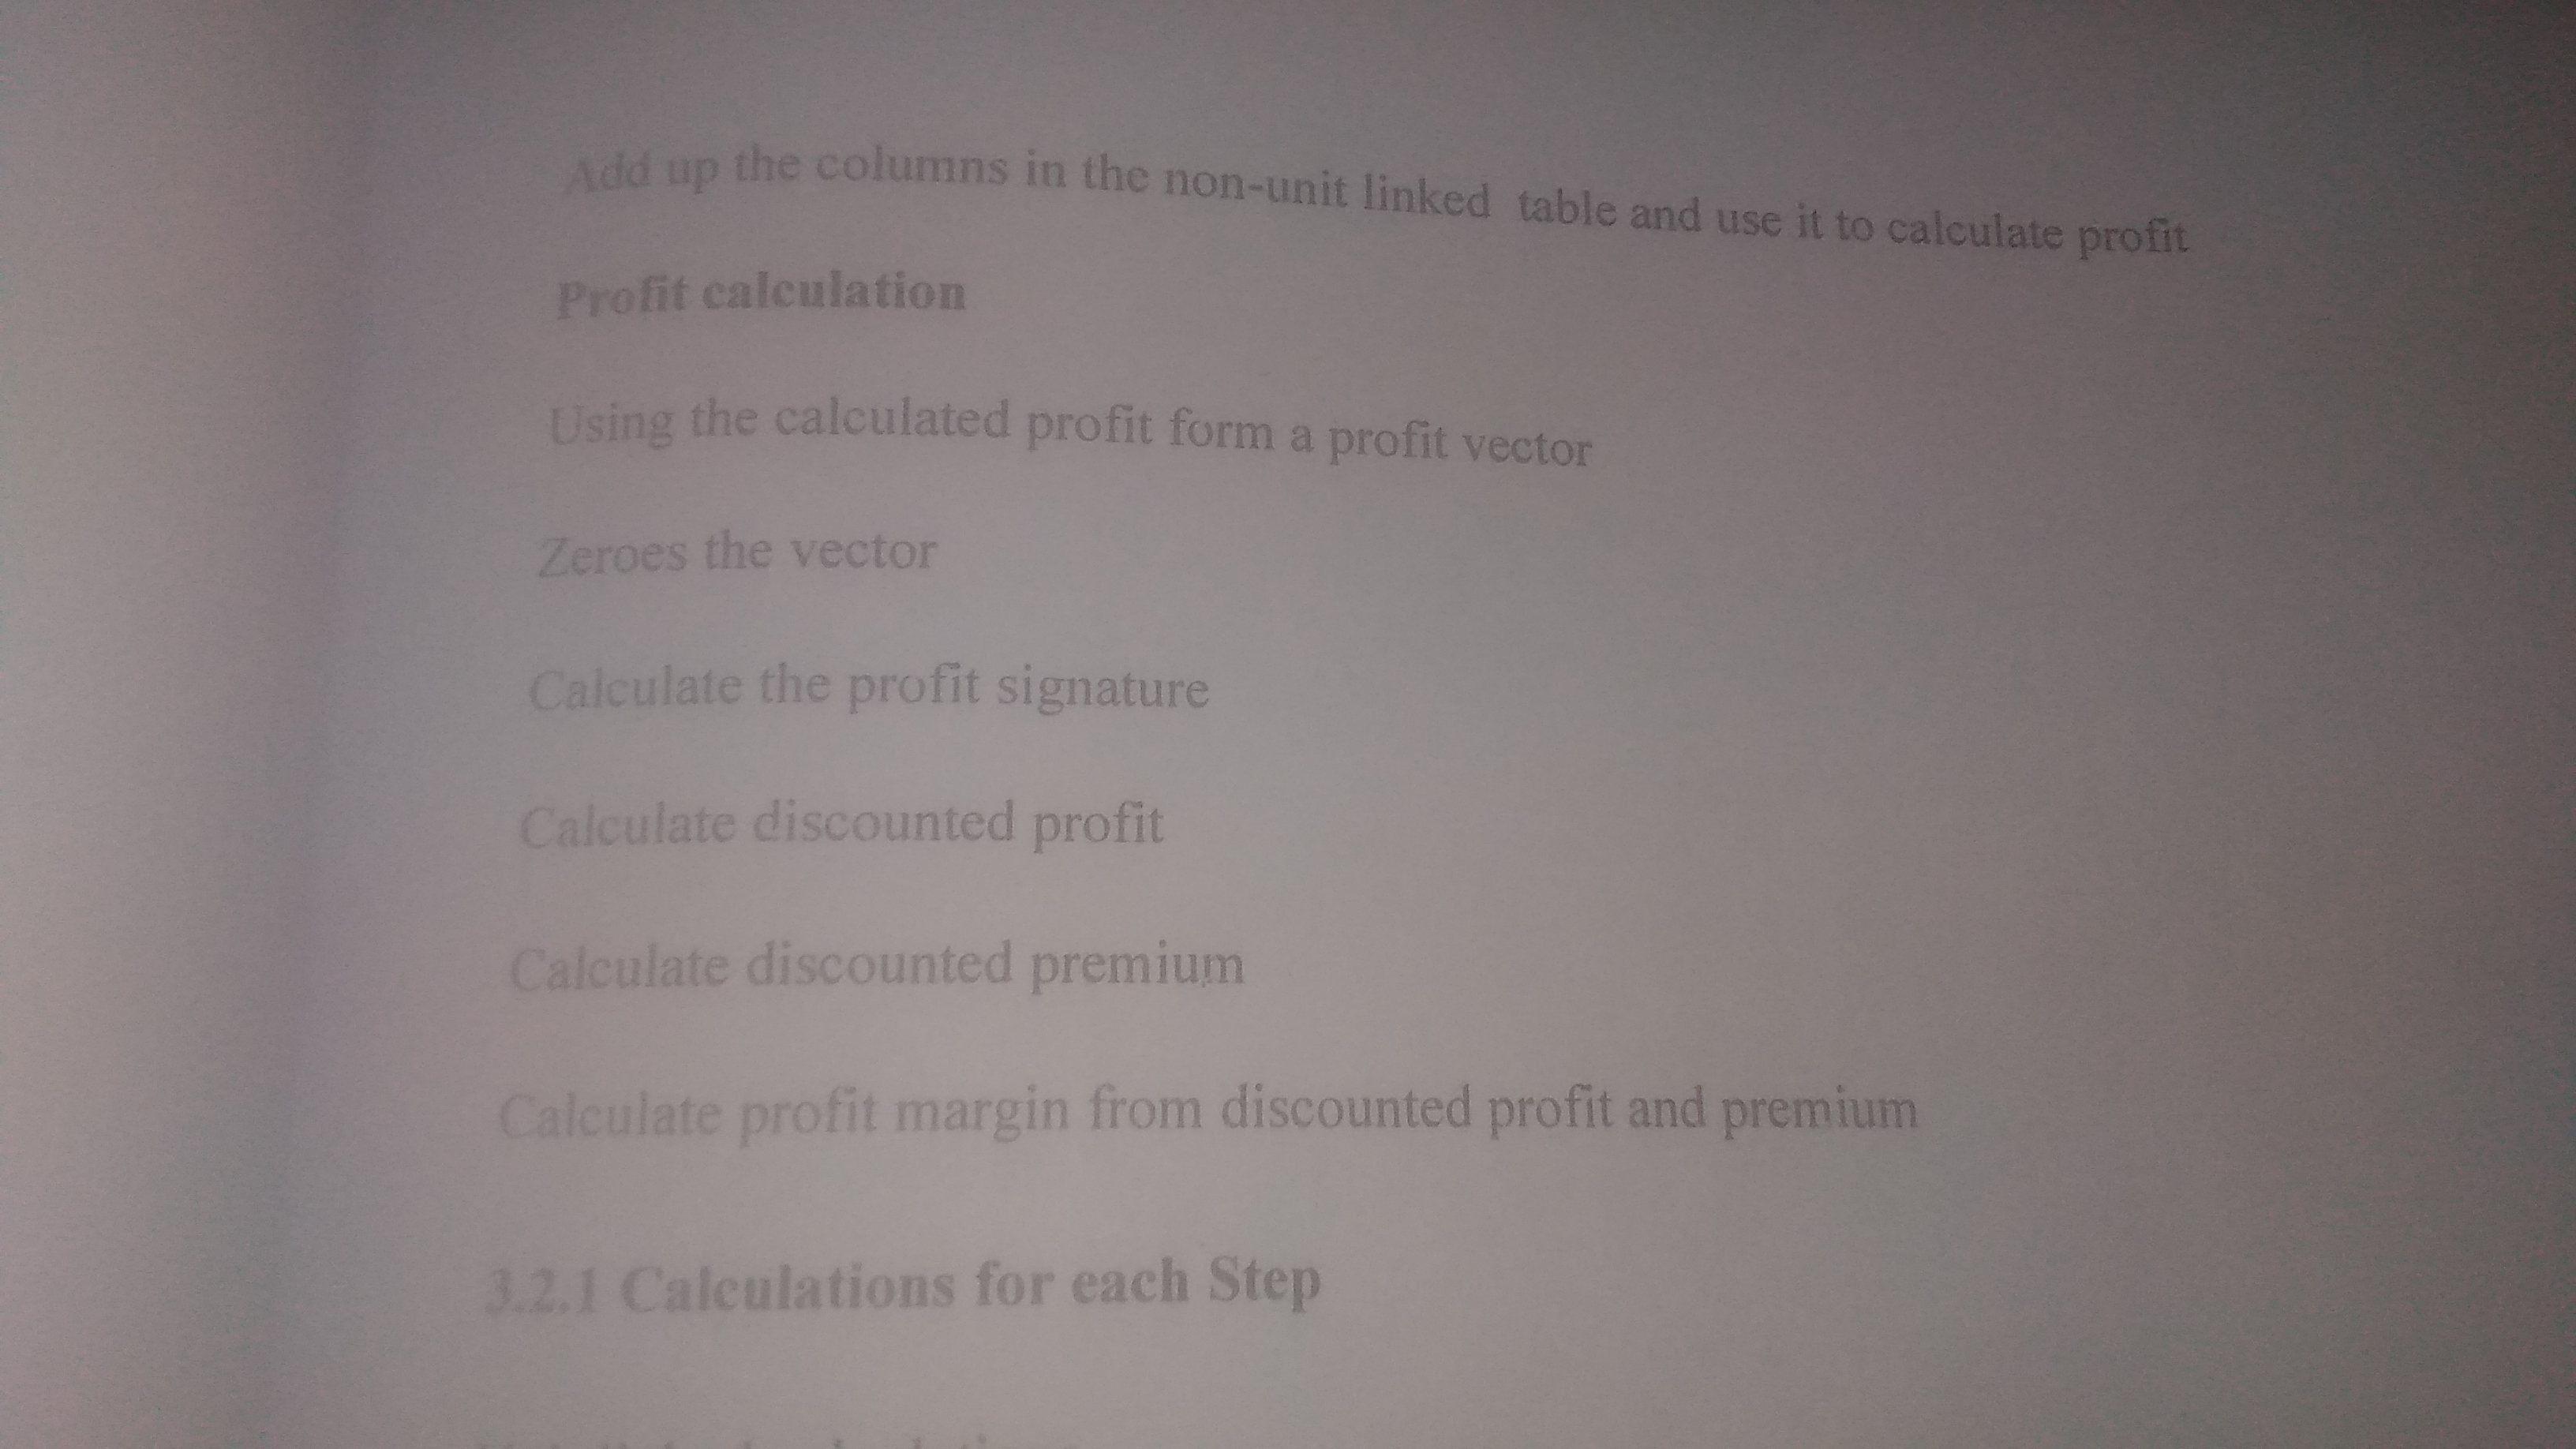 Add up the columns in the non-unit linked table and use it to calculate profit
Profit calculation
Using the calculated profit form a profit vector
Zeroes the vector
Calculate the profit signature
Calculate discounted profit
Calculate discounted premium
Calculate profit margin from discounted profit and premium
3.2.1 Calculations for each Step